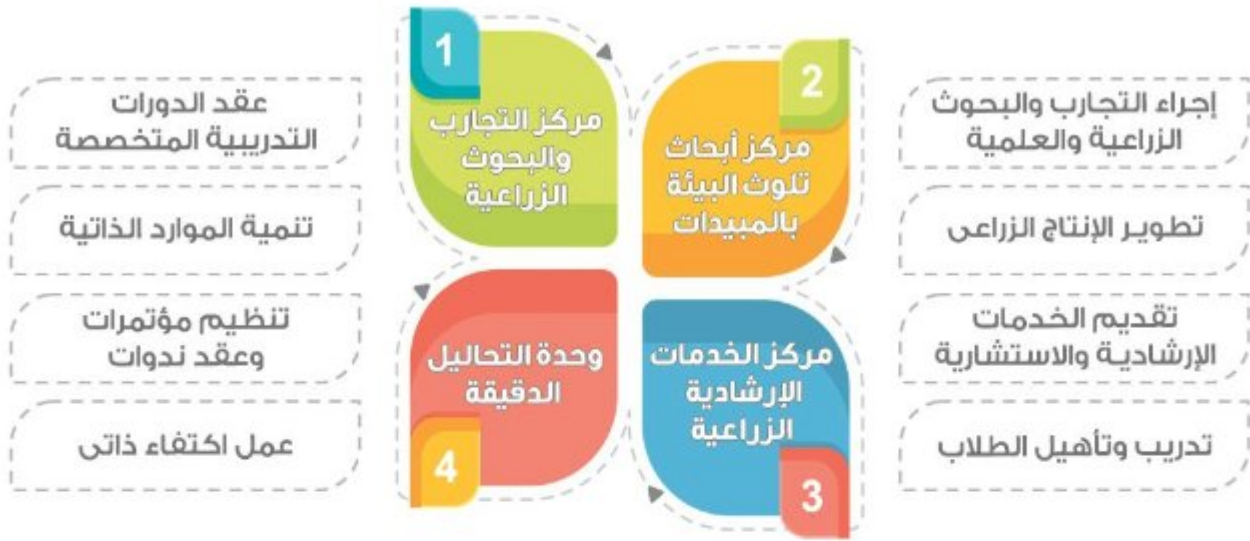 1
مركز التجارب
والبحوث
الزراعية
2
مركز أبحاث
تلوث البيئة
بالمبيدات
مركز الخدمات
الإرشادية
الزراعية
3
وحدة التحاليل
الدقيقة
4
إجراء التجارب والبحوث
الزراعية والعلمية
تطوير الإنتاج الزراعى
تقديم الخدمات
الإرشادية والاستشارية
تدريب وتأهيل الطلاب
عقد الدورات
التدريبية المتخصصة
تنمية الموارد الذاتية
تنظيم مؤتمرات
وعقد ندوات
عمل اكتفاء ذاتى